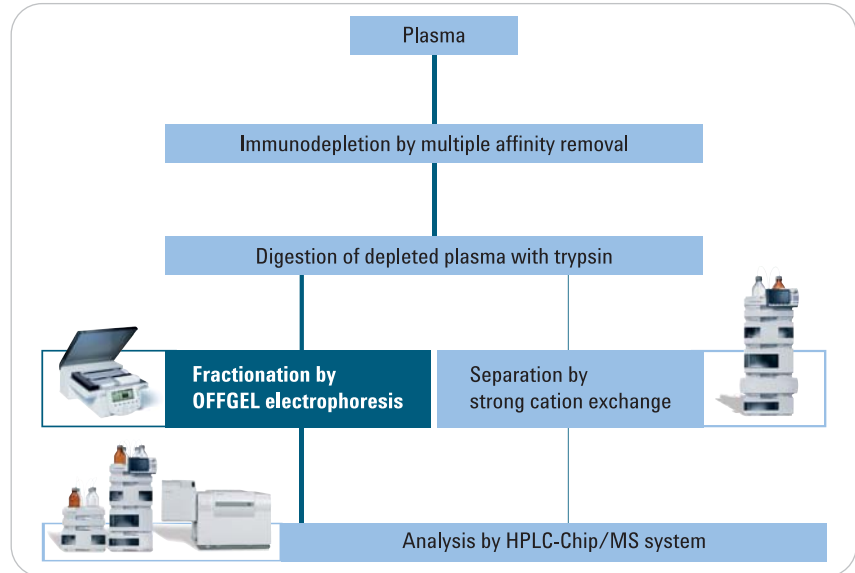 Plasma
Immunodepletion by multiple affinity removal
Digestion of depleted plasma with trypsin
Fractionation by
OFFGEL electrophoresis
Separation by
strong cation exchange
Analysis by HPLC-Chip/MS system